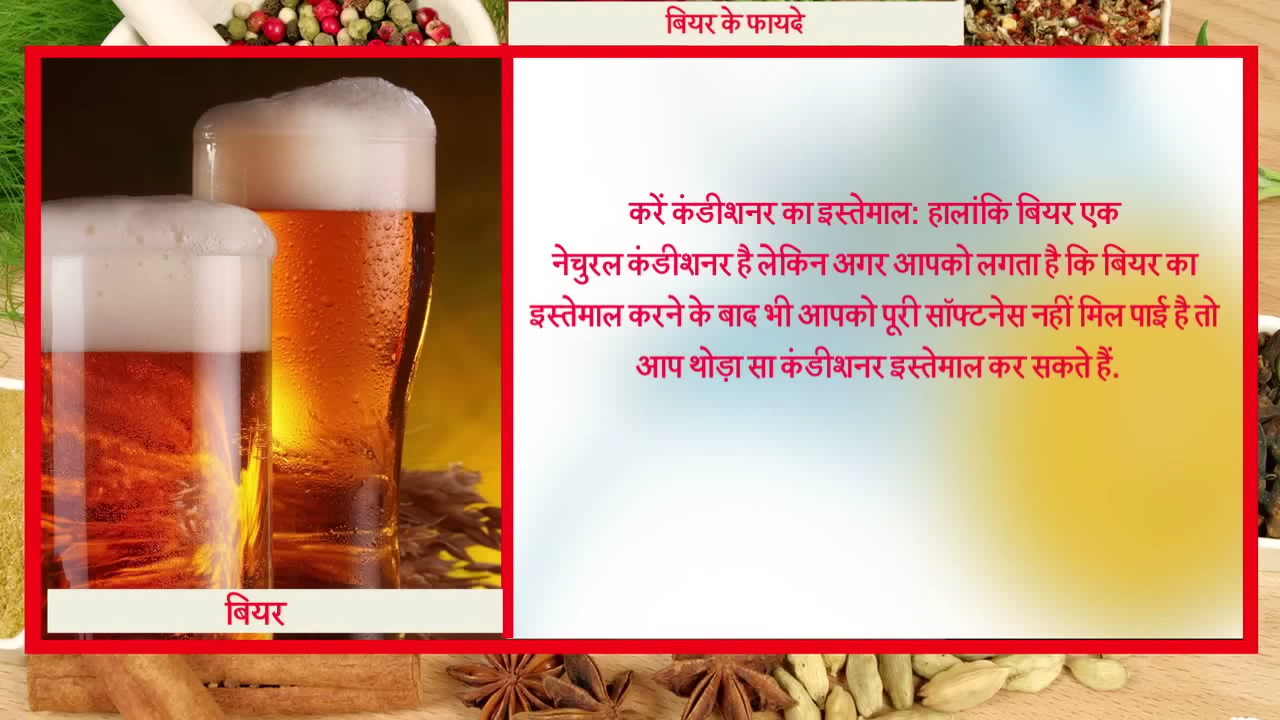 बियर के फायदे
करें कंडीशनर का इस्तेमाल: हालांकि बियर एक
नेचुरल कंडीशनर है लेकिन अगर आपको लगता है कि बियर का
इस्तेमाल करने के बाद भी आपको पूरी सॉफ्टनेस नहीं मिल पाई है तो
आप थोड़ा सा कंडीशनर इस्तेमाल कर सकते हैं.
बियर